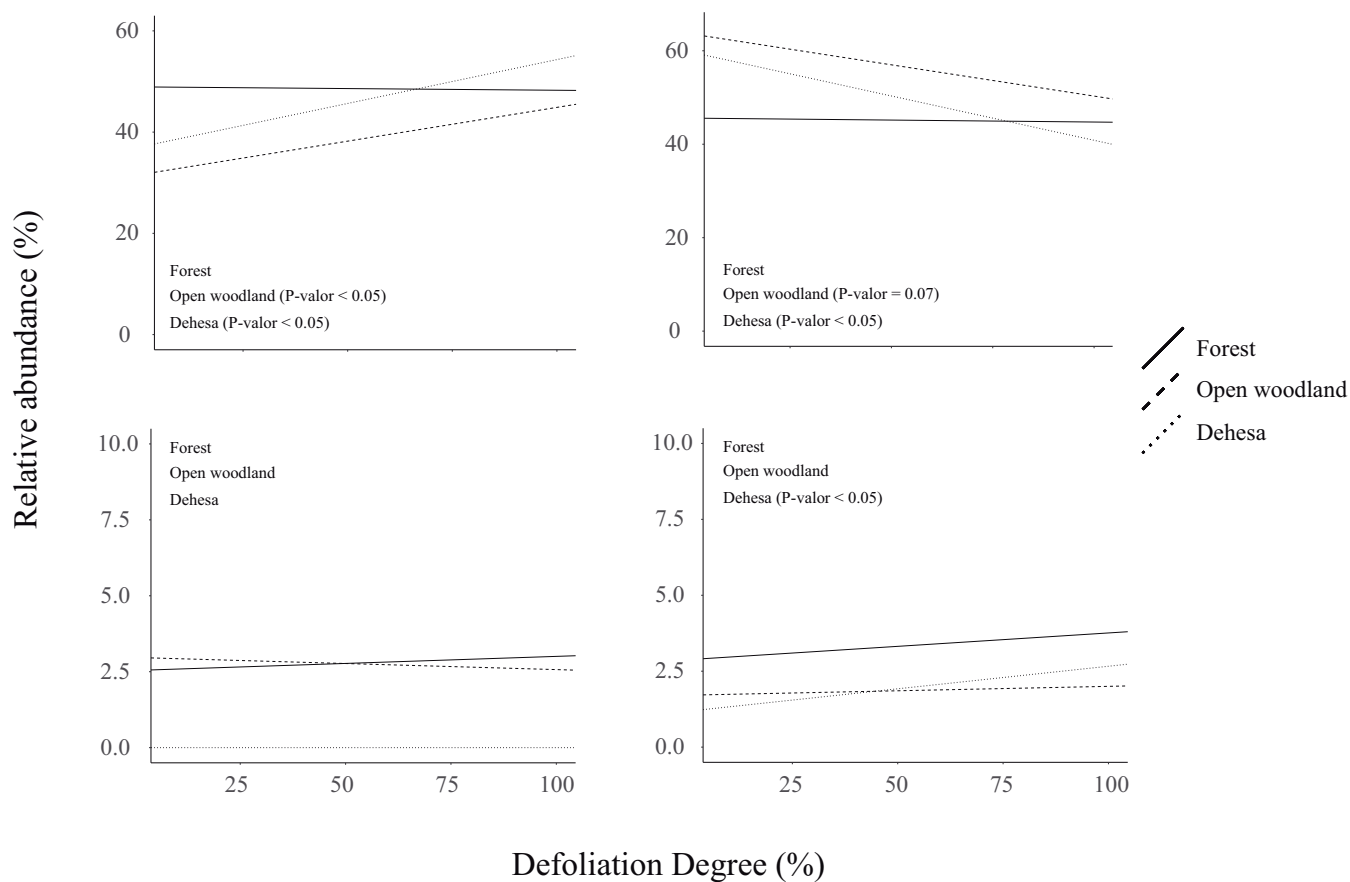 Relative abundance (%)
60
40
20
0
Forest
Open woodland (P-valor < 0.05)
Dehesa (P-valor < 0.05)
60
40
20
0
Forest
Open woodland (P-valor = 0.07)
Dehesa (P-valor < 0.05)
Forest
Open woodland
Dehesa
10.0
7.5
5.0
2.5
0.0
Forest
Open woodland
Dehesa
25 50 75 100
10.0
7.5
5.0
2.5
0.0
Forest
Open woodland
Dehesa (P-valor < 0.05)
25 50 75 100
Defoliation Degree (%)